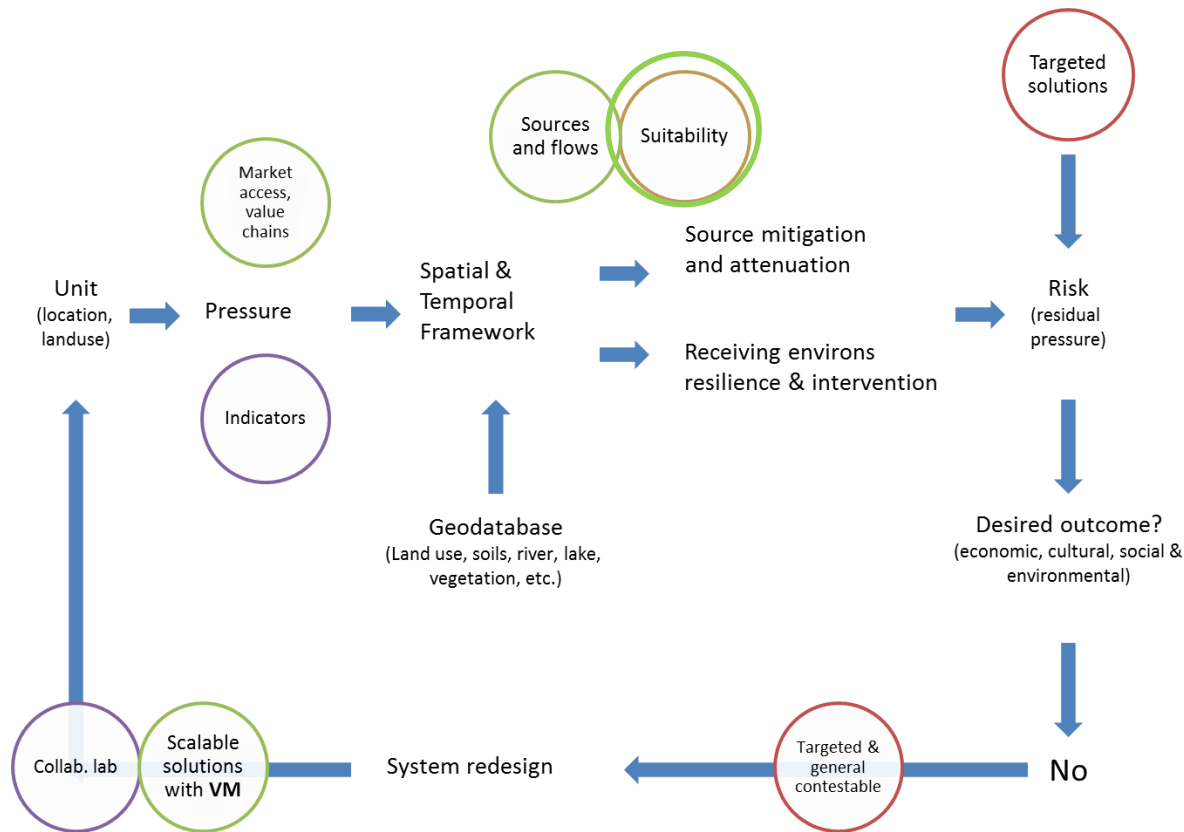 Targeted
solutions
Sources
and flows
Suitability
Market
access,
value
chains
Source mitigation
and attenuation
Unit
(location,
landuse)
Pressure
Spatial &
Temporal
Framework
Risk
(residual
pressure)
Receiving environs
resilience & intervention
Indicators
Geodatabase
(Land use, soils, river, lake,
vegetation, etc.)
Desired outcome?
(economic, cultural, social &
environmental)
Collab. lab
Scalable
solutions
with VM
System redesign
Targeted &
general
contestable
No